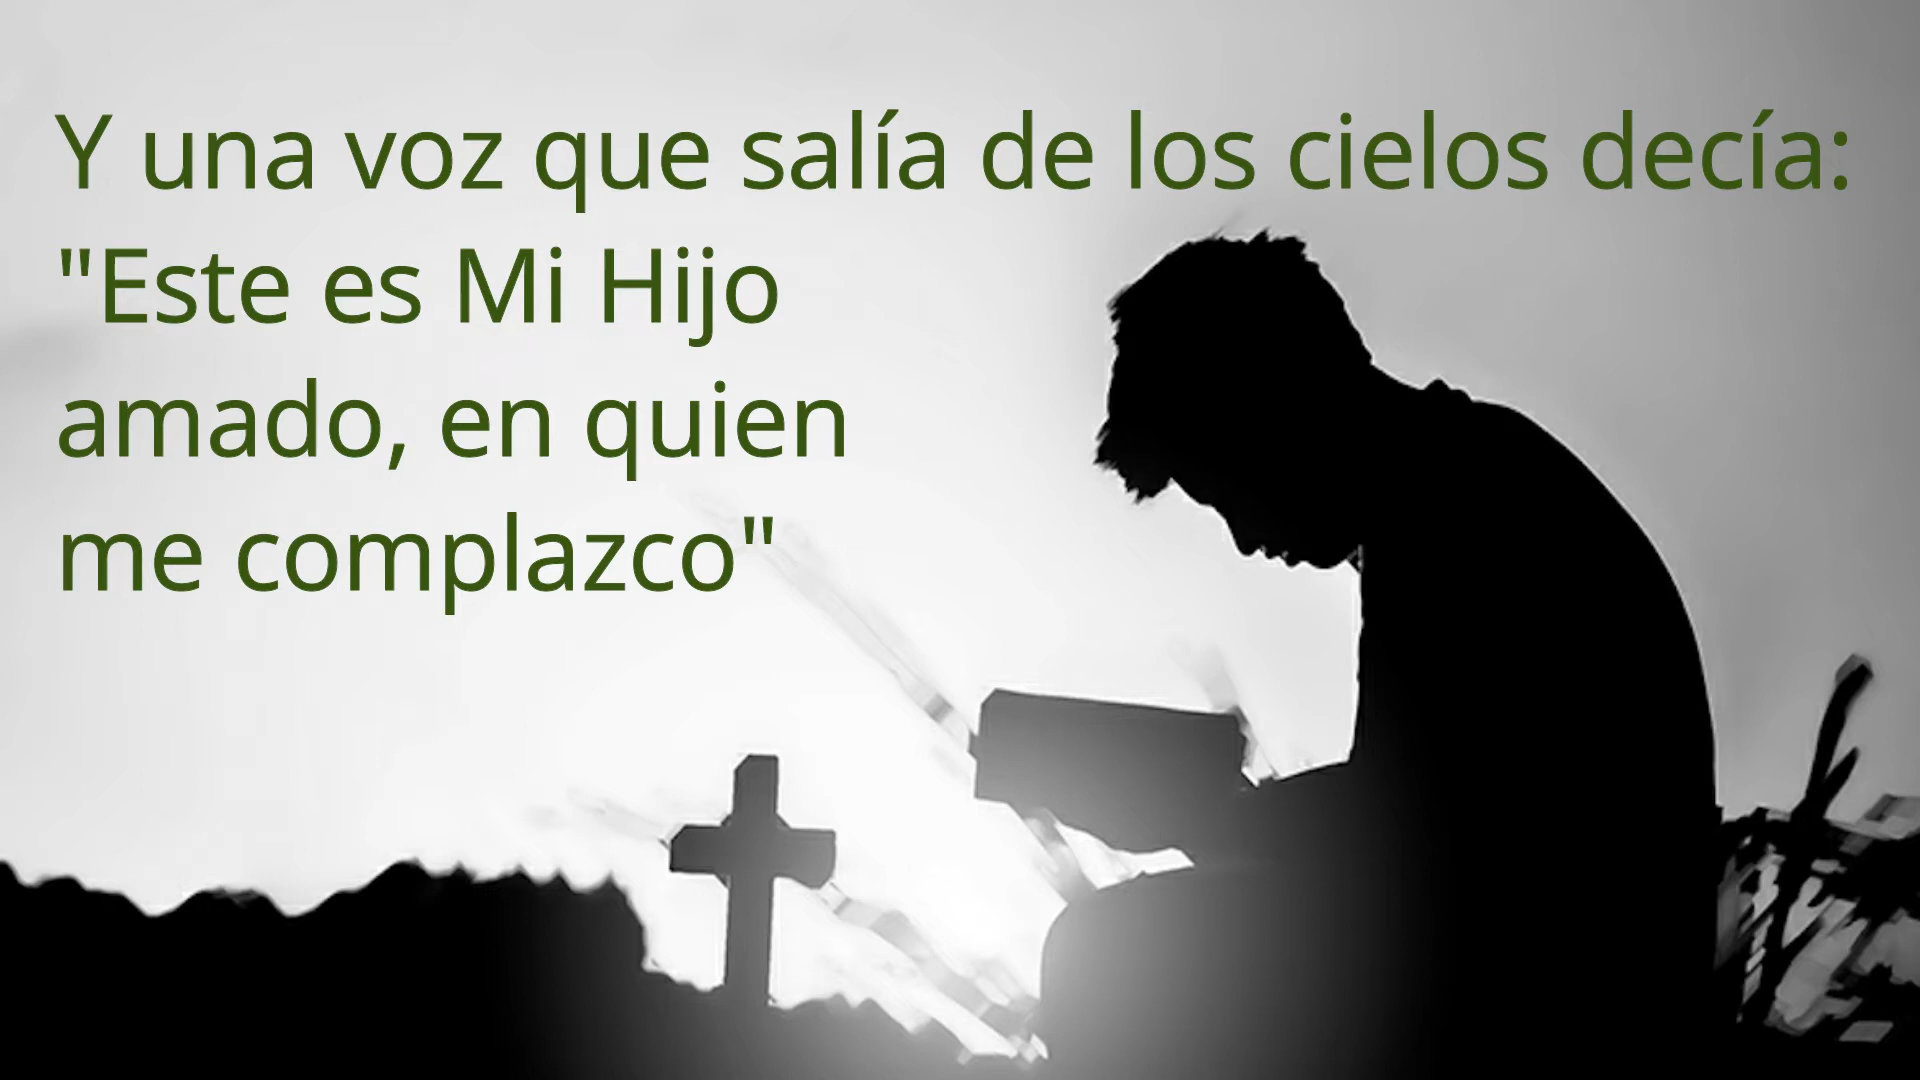 Y una voz que salía de los cielos decía:
"Este es Mi Hijo
amado, en quien
me complazco"